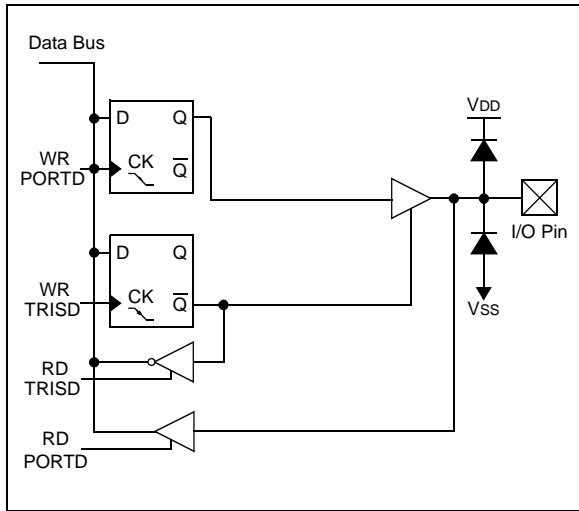 Data Bus
D Q
WR
PORTD
CK
Q
VDD
I/O Pin
D Q
WR
TRISD
CK
Q
VSS
RD
TRISD
RD
PORTD